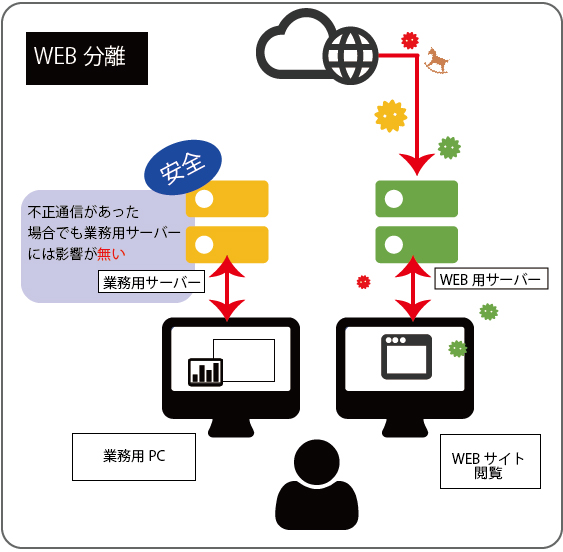 WEB 分離
安全
不正通信があった
場合でも業務用サーバー
には影響が無い
業務用サーバー
WEB 用サーバー
業務用 PC
WEB サイト
閲覧